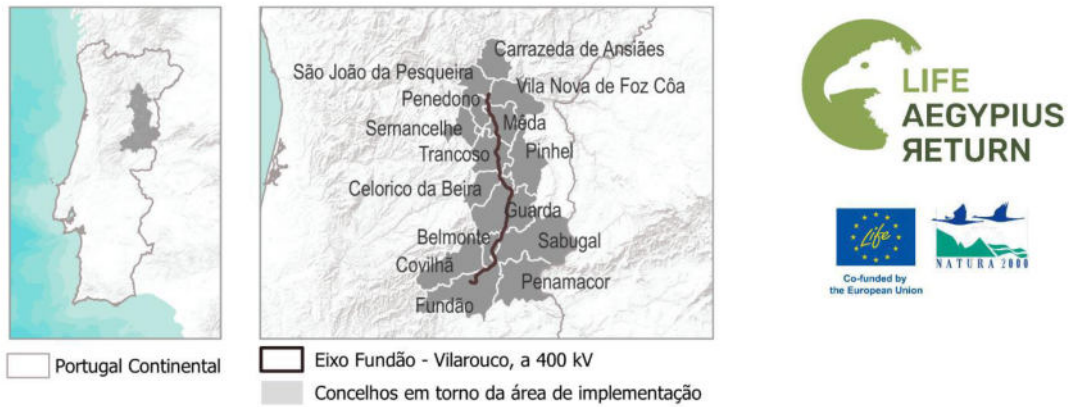 Carrazeda de Ansiães
São João da Pesqueira
Vila Nova de Foz Côa
Penedono
Mêda
Sernancelhe
Trancoso
Pinhel
Celorico da Beira
Guarda
Belmonte
Sabugal
Covilhã
Penamacor
Fundão
Portugal Continental
Eixo Fundão - Vilarouco, a 400 kV
Concelhos em torno da área de implementação
LIFE
AEGYPIUS
RETURN
Life
NATURA 2000
Co-funded by
the European Union